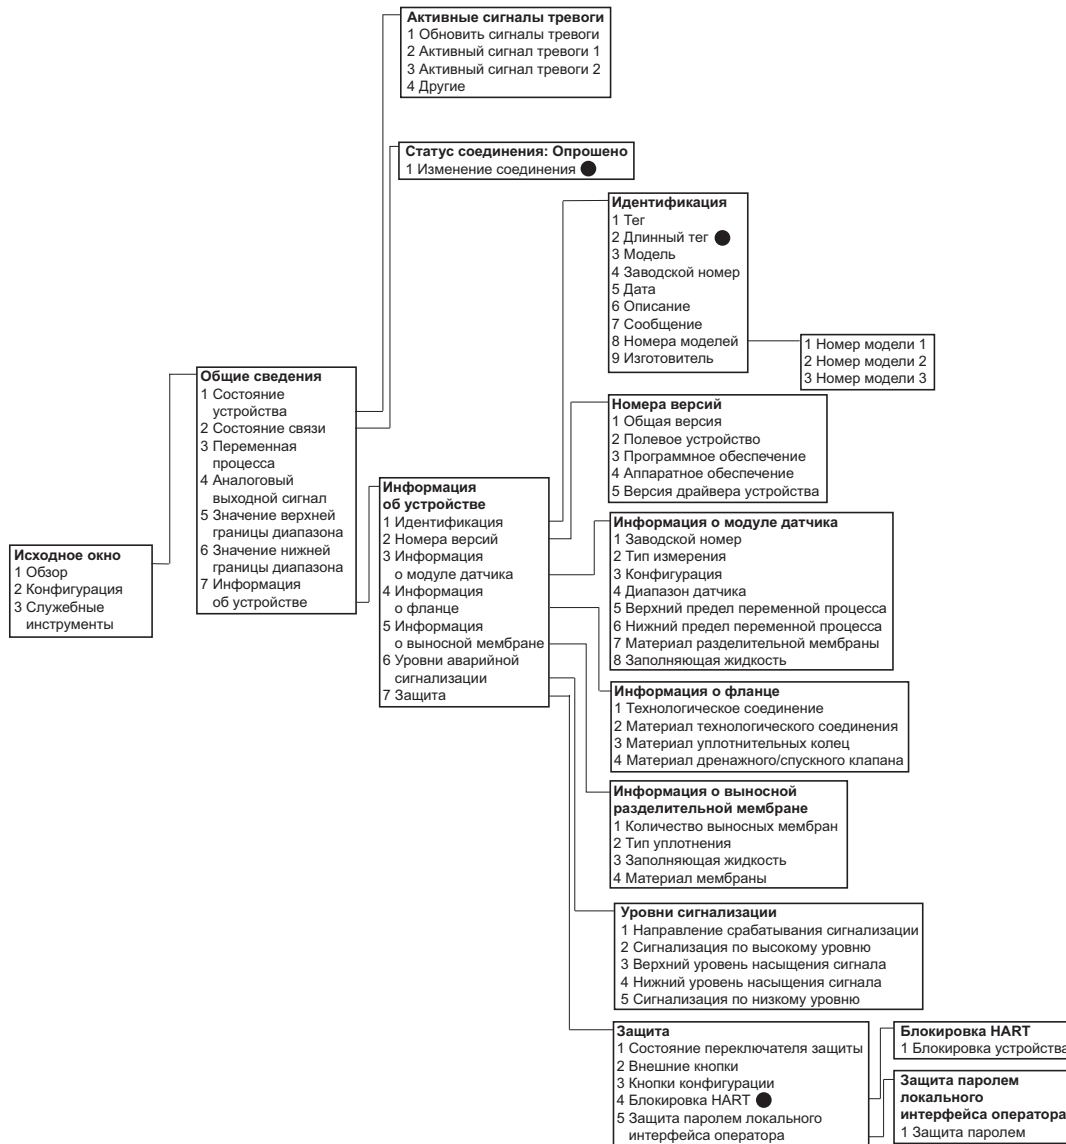 Активные сигналы тревоги
1 Обновить сигналы тревоги
2 Активный сигнал тревоги 1
3 Активный сигнал тревоги 2
4 Другие
Статус соединения: Опрошено
1 Изменение соединения
Идентификация
1 Тег
2 Длинный тег
3 Модель
4 Заводской номер
5 Дата
6 Описание
7 Сообщение
8 Номера моделей
9 Изготовитель
1 Номер модели 1
2 Номер модели 2
3 Номер модели 3
Общие сведения
1 Состояние
устройства
2 Состояние связи
3 Переменная
процесса
4 Аналоговый
выходной сигнал
5 Значение верхней
границы диапазона
6 Значение нижней
границы диапазона
7 Информация
об устройстве
Номера версий
1 Общая версия
2 Полевое устройство
3 Программное обеспечение
4 Аппаратное обеспечение
5 Версия драйвера устройства
Информация
об устройстве
1 Идентификация
2 Номера версий
3 Информация
о модуле датчика
4 Информация
о фланце
5 Информация
о выносной мембране
6 Уровни аварийной
сигнализации
7 Защита
Исходное окно
1 Обзор
2 Конфигурация
3 Служебные
инструменты
Информация о модуле датчика
1 Заводской номер
2 Тип измерения
3 Конфигурация
4 Диапазон датчика
5 Верхний предел переменной процесса
6 Нижний предел переменной процесса
7 Материал разделительной мембраны
8 Заполняющая жидкость
Информация о фланце
1 Технологическое соединение
2 Материал технологического соединения
3 Материал уплотнительных колец
4 Материал дренажного/спускного клапана
Информация о выносной
разделительной мембране
1 Количество выносных мембран
2 Тип уплотнения
3 Заполняющая жидкость
4 Материал мембраны
Уровни сигнализации
1 Направление срабатывания сигнализации
2 Сигнализация по высокому уровню
3 Верхний уровень насыщения сигнала
4 Нижний уровень насыщения сигнала
5 Сигнализация по низкому уровню
Защита
1 Состояние переключателя защиты
2 Внешние кнопки
3 Кнопки конфигурации
4 Блокировка HART
5 Защита паролем локального
интерфейса оператора
Блокировка HART
1 Блокировка устройства
Защита паролем
локального
интерфейса оператора
1 Защита паролем